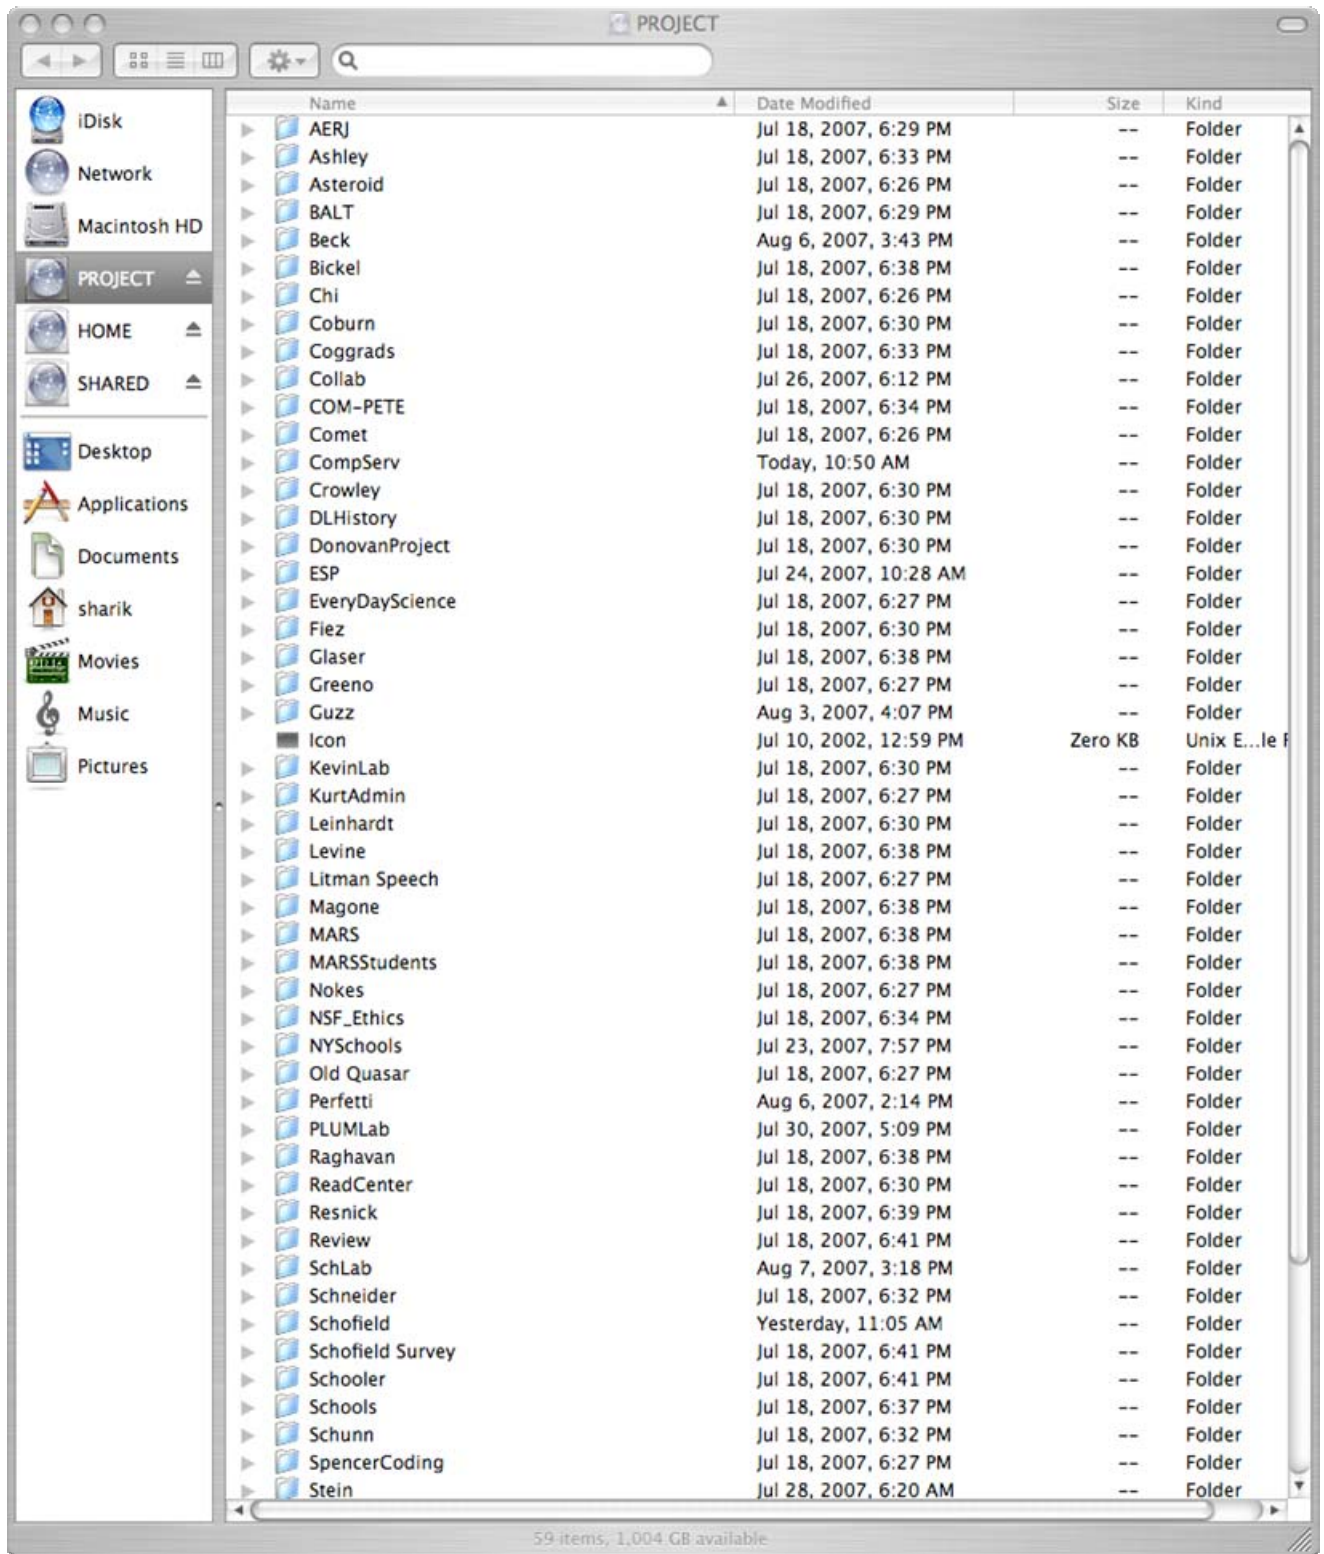 PROJECT
iDisk
Network
Macintosh HD
PROJECT
HOME
SHARED
Desktop
Applications
Documents
sharik
Movies
Music
Pictures
Name Date Modified Size Kind
AERJ Jul 18, 2007, 6:29 PM -- Folder
Ashley Jul 18, 2007, 6:33 PM -- Folder
Asteroid Jul 18, 2007, 6:26 PM -- Folder
BALT Jul 18, 2007, 6:29 PM -- Folder
Beck Aug 6, 2007, 3:43 PM -- Folder
Bickel Jul 18, 2007, 6:38 PM -- Folder
Chi Jul 18, 2007, 6:26 PM -- Folder
Coburn Jul 18, 2007, 6:30 PM -- Folder
Coggrads Jul 18, 2007, 6:33 PM -- Folder
Collab Jul 26, 2007, 6:12 PM -- Folder
COM-PETE Jul 18, 2007, 6:34 PM -- Folder
Comet Jul 18, 2007, 6:26 PM -- Folder
CompServ Today, 10:50 AM -- Folder
Crowley Jul 18, 2007, 6:30 PM -- Folder
DLHistory Jul 18, 2007, 6:30 PM -- Folder
DonovanProject Jul 18, 2007, 6:30 PM -- Folder
ESP Jul 24, 2007, 10:28 AM -- Folder
EveryDayScience Jul 18, 2007, 6:27 PM -- Folder
Fiez Jul 18, 2007, 6:30 PM -- Folder
Glaser Jul 18, 2007, 6:38 PM -- Folder
Greeno Jul 18, 2007, 6:27 PM -- Folder
Guzz Aug 3, 2007, 4:07 PM -- Folder
Icon Jul 10, 2002, 12:59 PM Zero KB Unix E...le F
KevinLab Jul 18, 2007, 6:30 PM -- Folder
KurtAdmin Jul 18, 2007, 6:27 PM -- Folder
Leinhardt Jul 18, 2007, 6:30 PM -- Folder
Levine Jul 18, 2007, 6:38 PM -- Folder
Litman Speech Jul 18, 2007, 6:27 PM -- Folder
Magone Jul 18, 2007, 6:38 PM -- Folder
MARS Jul 18, 2007, 6:38 PM -- Folder
MARSStudents Jul 18, 2007, 6:38 PM -- Folder
Nokes Jul 18, 2007, 6:27 PM -- Folder
NSF_Ethics Jul 18, 2007, 6:34 PM -- Folder
NYSchools Jul 23, 2007, 7:57 PM -- Folder
Old Quasar Jul 18, 2007, 6:27 PM -- Folder
Perfetti Aug 6, 2007, 2:14 PM -- Folder
PLUMLab Jul 30, 2007, 5:09 PM -- Folder
Raghavan Jul 18, 2007, 6:38 PM -- Folder
ReadCenter Jul 18, 2007, 6:30 PM -- Folder
Resnick Jul 18, 2007, 6:39 PM -- Folder
Review Jul 18, 2007, 6:41 PM -- Folder
SchLab Aug 7, 2007, 3:18 PM -- Folder
Schneider Jul 18, 2007, 6:32 PM -- Folder
Schofield Yesterday, 11:05 AM -- Folder
Schofield Survey Jul 18, 2007, 6:41 PM -- Folder
Schooler Jul 18, 2007, 6:41 PM -- Folder
Schools Jul 18, 2007, 6:37 PM -- Folder
Schunn Jul 18, 2007, 6:32 PM -- Folder
SpencerCoding Jul 18, 2007, 6:27 PM -- Folder
Stein Jul 28, 2007, 6:20 AM -- Folder
59 items, 1,004 GB available